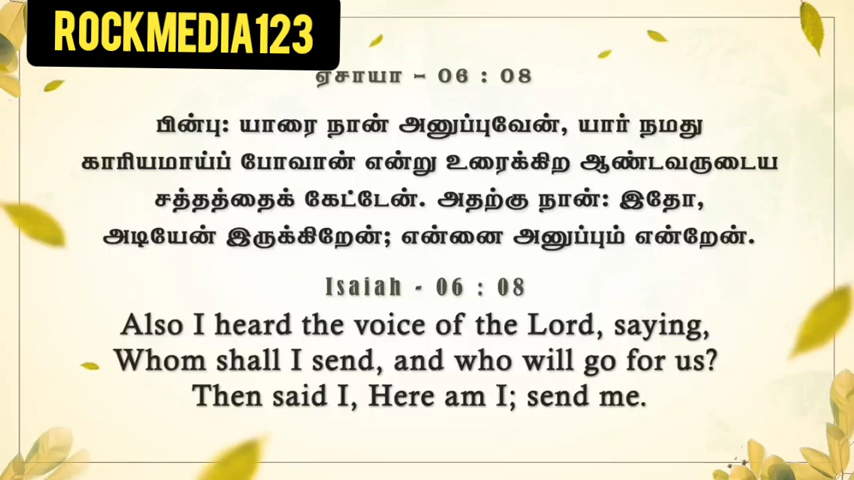 ROCKMEDIA123
ஏசாயா - 06 : 08
பின்பு: யாரை நான் அனுப்புவேன், யார் நமது
காரியமாய்ப் போவான் என்று உரைக்கிற ஆண்டவருடைய
சத்தத்தைக் கேட்டேன். அதற்கு நான்: இதோ,
அடியேன் இருக்கிறேன்; என்னை அனுப்பும் என்றேன்.
Isaiah - 06 : 08
Also I heard the voice of the Lord, saying,
Whom shall I send, and who will go for us?
Then said I, Here am I; send me.